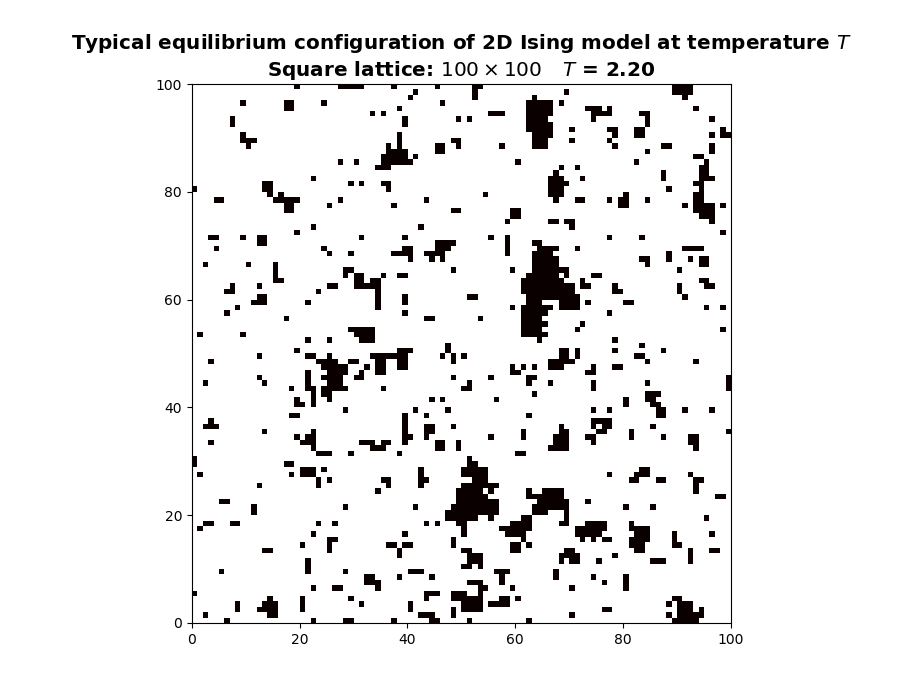 Typical equilibrium configuration of 2D Ising model at temperature T
Square lattice: 100 × 100 T = 2.20
100
80
60
40
20
0
0 20 40 60 80 100